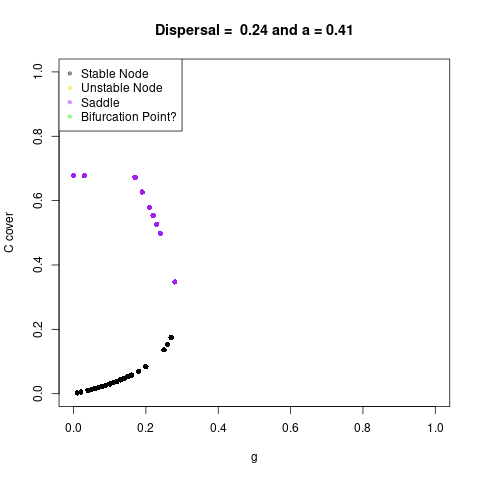 Dispersal =  0.24 and a = 0.41
Stable Node
Unstable Node
Saddle
Bifurcation Point?
C cover
1.0
0.8
0.6
0.4
0.2
0.0
0.0 0.2 0.4 0.6 0.8 1.0
g